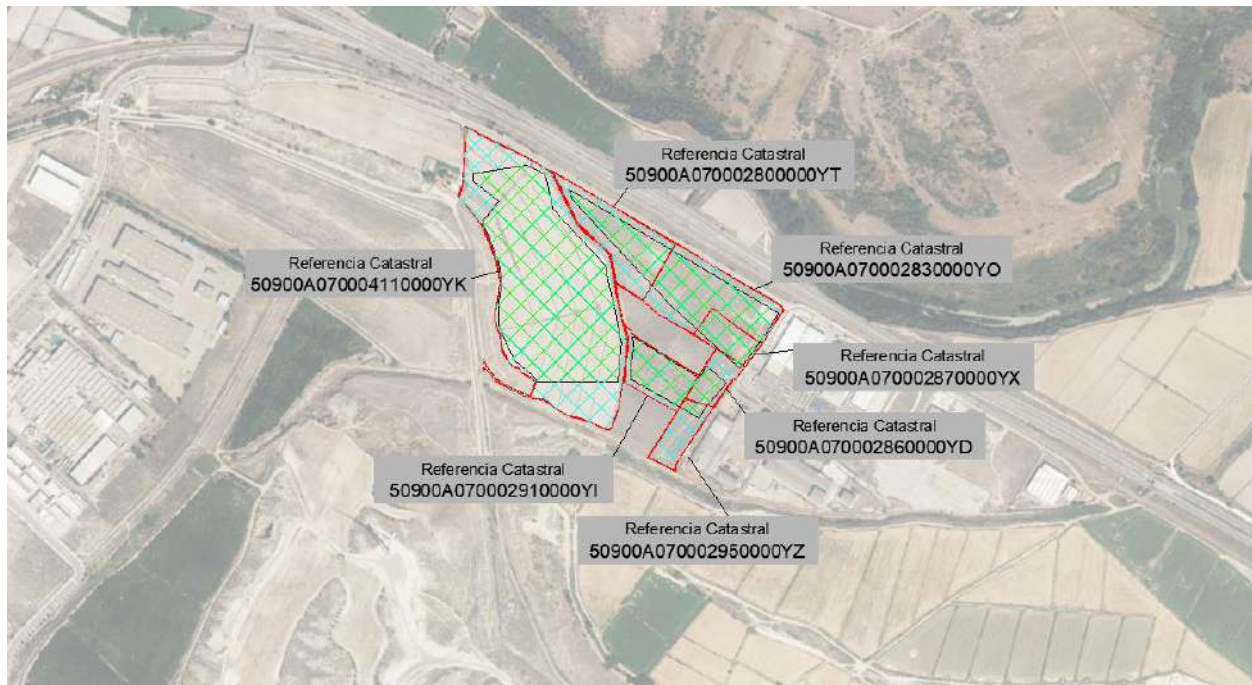 Referencia Catastral
50900A070002800000YT
Referencia Catastral
50900A070002830000YO
Referencia Catastral
50900A070004110000YK
Referencia Catastral
50900A070002870000YX
Referencia Catastral
50900A070002860000YD
Referencia Catastral
50900A070002910000YI
Referencia Catastral
50900A070002950000YZ